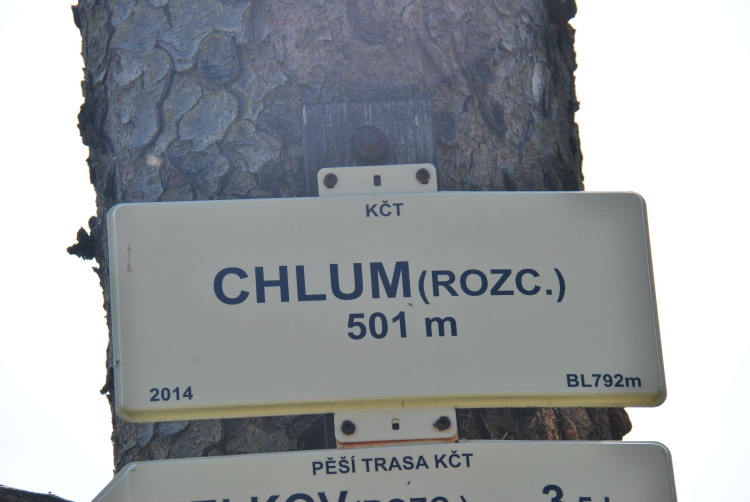 KČT
CHLUM (ROZC.)
501 m
2014 BL792m
PĚŠÍ TRASA KČT